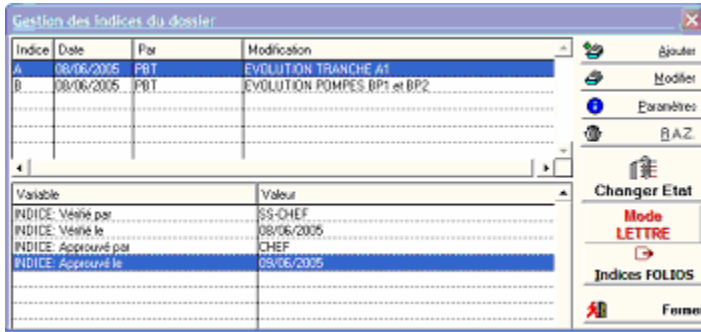 Gestion des indices du dossier
Indice Date Par Modification
A 08/06/2005 PBT EVOLUTION TRANCHE A1
B 08/06/2005 PBT EVOLUTION POMPES BP1 et BP2
Ajouter
Modifier
Paramètres
R.A.Z.
Changer Etat
Mode
LETTRE
Indices FOLIOS
Fermer
Variable Valeur
INDICE: Vérifié par SS-CHEF
INDICE: Vérifié le 08/06/2005
INDICE: Approuvé par CHEF
INDICE: Approuvé le 09/06/2005